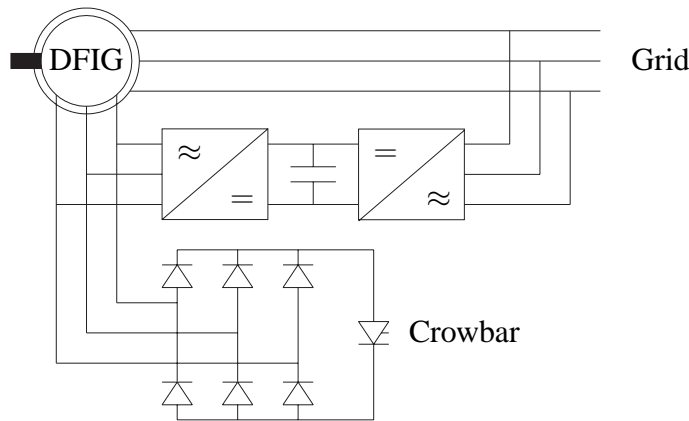 DFIG
Grid
≈
=
=
≈
Crowbar